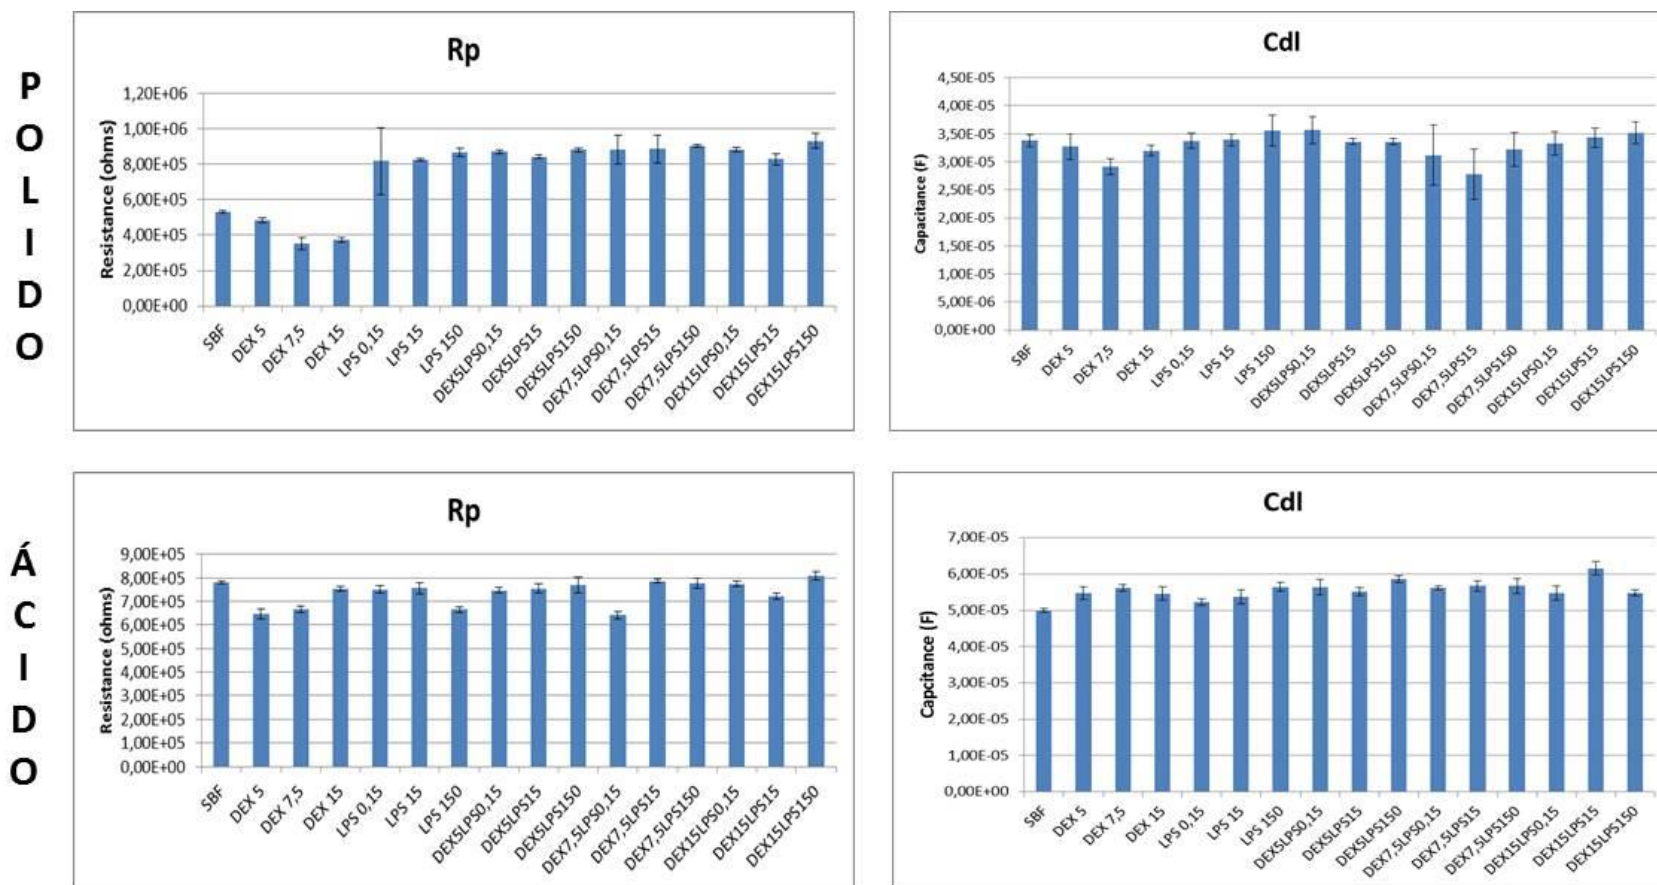 POLIDO
Rp
Resistance (ohms)
1,20E+06
1,00E+06
8,00E+05
6,00E+05
4,00E+05
2,00E+05
0,00E+00
SBF
DEX 5
DEX 7,5
DEX 15
LPS 0,15
LPS 15
LPS 150
DEX5LPS0,15
DEX5LPS15
DEX5LPS150
DEX7,5LPS0,15
DEX7,5LPS15
DEX7,5LPS150
DEX15LPS0,15
DEX15LPS15
DEX15LPS150
Cdl
Capacitance (F)
4,50E-05
4,00E-05
3,50E-05
3,00E-05
2,50E-05
2,00E-05
1,50E-05
1,00E-05
5,00E-06
0,00E+00
SBF
DEX 5
DEX 7,5
DEX 15
LPS 0,15
LPS 15
LPS 150
DEX5LPS0,15
DEX5LPS15
DEX5LPS150
DEX7,5LPS0,15
DEX7,5LPS15
DEX7,5LPS150
DEX15LPS0,15
DEX15LPS15
DEX15LPS150
ÁCIDO
Rp
Resistance (ohms)
9,00E+05
8,00E+05
7,00E+05
6,00E+05
5,00E+05
4,00E+05
3,00E+05
2,00E+05
1,00E+05
0,00E+00
SBF
DEX 5
DEX 7,5
DEX 15
LPS 0,15
LPS 15
LPS 150
DEX5LPS0,15
DEX5LPS15
DEX5LPS150
DEX7,5LPS0,15
DEX7,5LPS15
DEX7,5LPS150
DEX15LPS0,15
DEX15LPS15
DEX15LPS150
Cdl
Capcitance (F)
7,00E-05
6,00E-05
5,00E-05
4,00E-05
3,00E-05
2,00E-05
1,00E-05
0,00E+00
SBF
DEX 5
DEX 7,5
DEX 15
LPS 0,15
LPS 15
LPS 150
DEX5LPS0,15
DEX5LPS15
DEX5LPS150
DEX7,5LPS0,15
DEX7,5LPS15
DEX7,5LPS150
DEX15LPS0,15
DEX15LPS15
DEX15LPS150